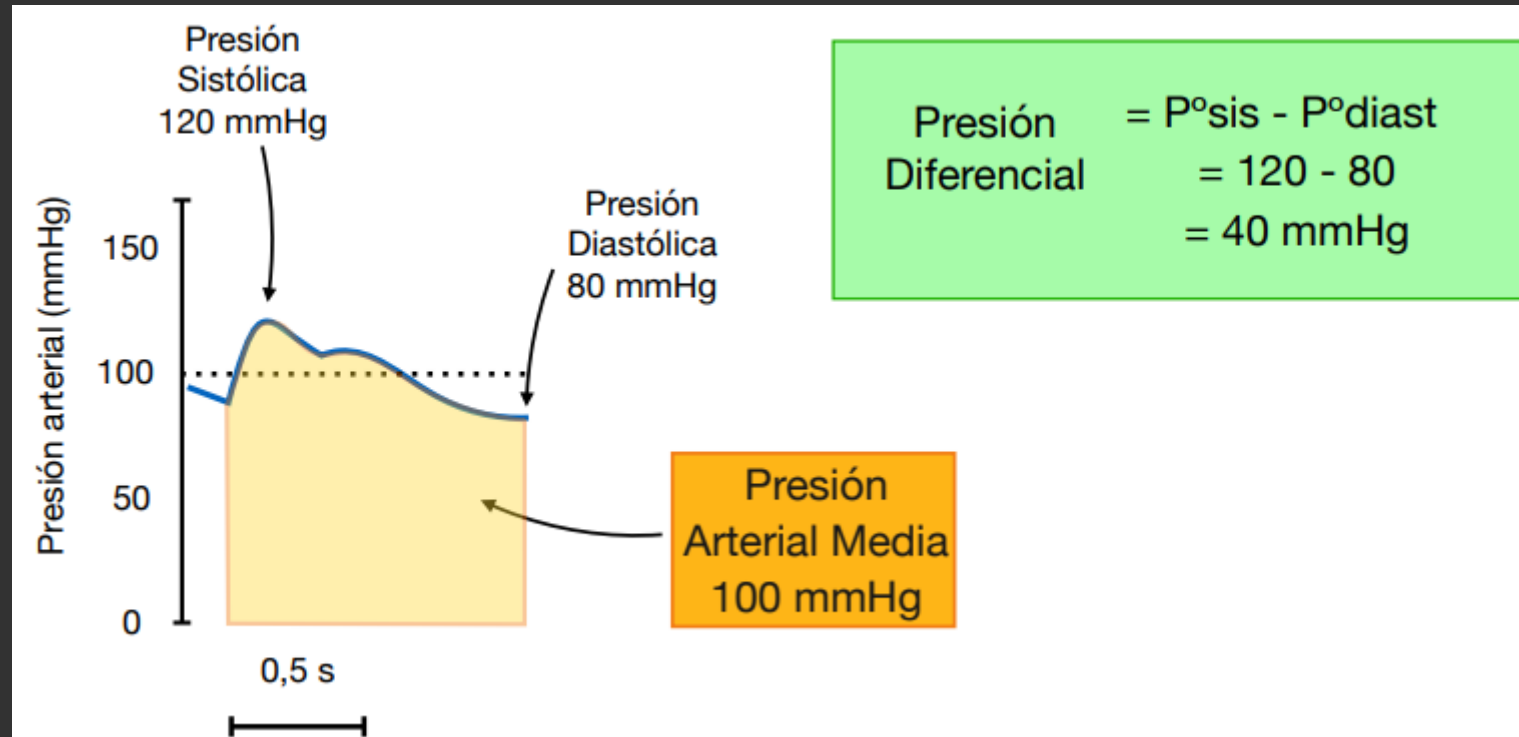 Presión
Sistólica
120 mmHg
Presión
Diastólica
80 mmHg
Presión arterial (mmHg)
150
100
50
0
0,5 s
Presión
Arterial Media
100 mmHg
Presión
Diferencial
= Pºsis - Pºdiast
= 120 - 80
= 40 mmHg